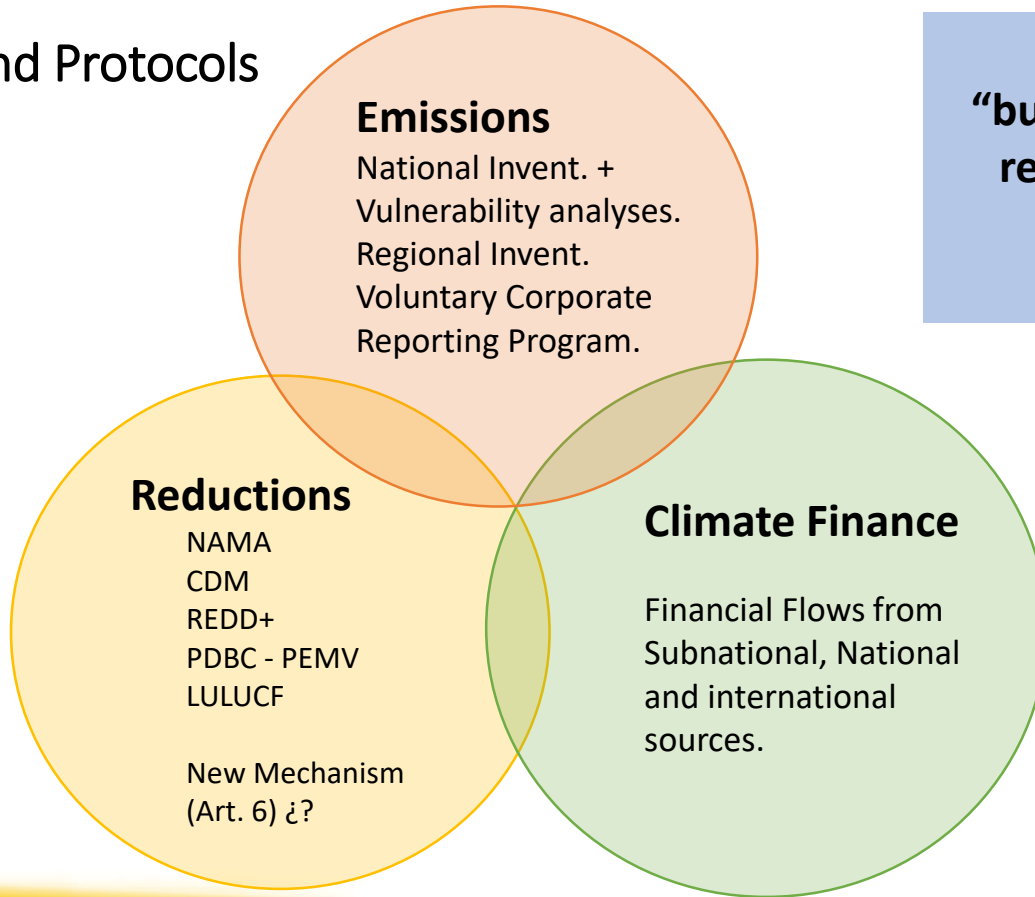 nd Protocols
Emissions
National Invent. +
Vulnerability analyses.
Regional Invent.
Voluntary Corporate
Reporting Program.
“bu
re
Reductions
NAMA
CDM
REDD+
PDBC - PEMV
LULUCF
New Mechanism
(Art. 6) ¿?
Climate Finance
Financial Flows from
Subnational, National
and international
sources.